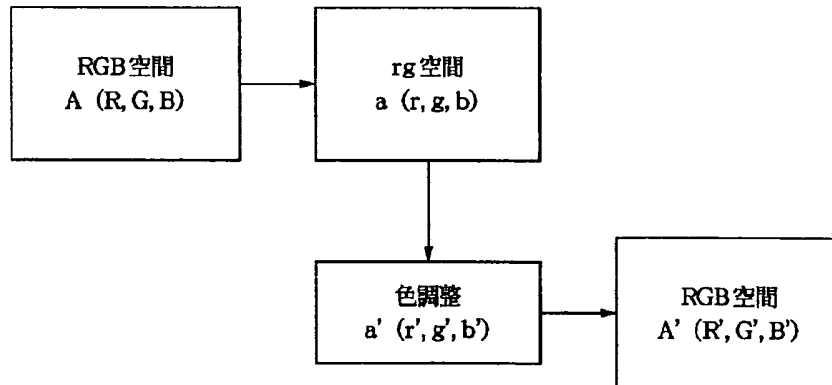 RGB空間
A (R, G, B)
rg空間
a (r, g, b)
色調整
a' (r', g', b')
RGB空間
A' (R', G', B')